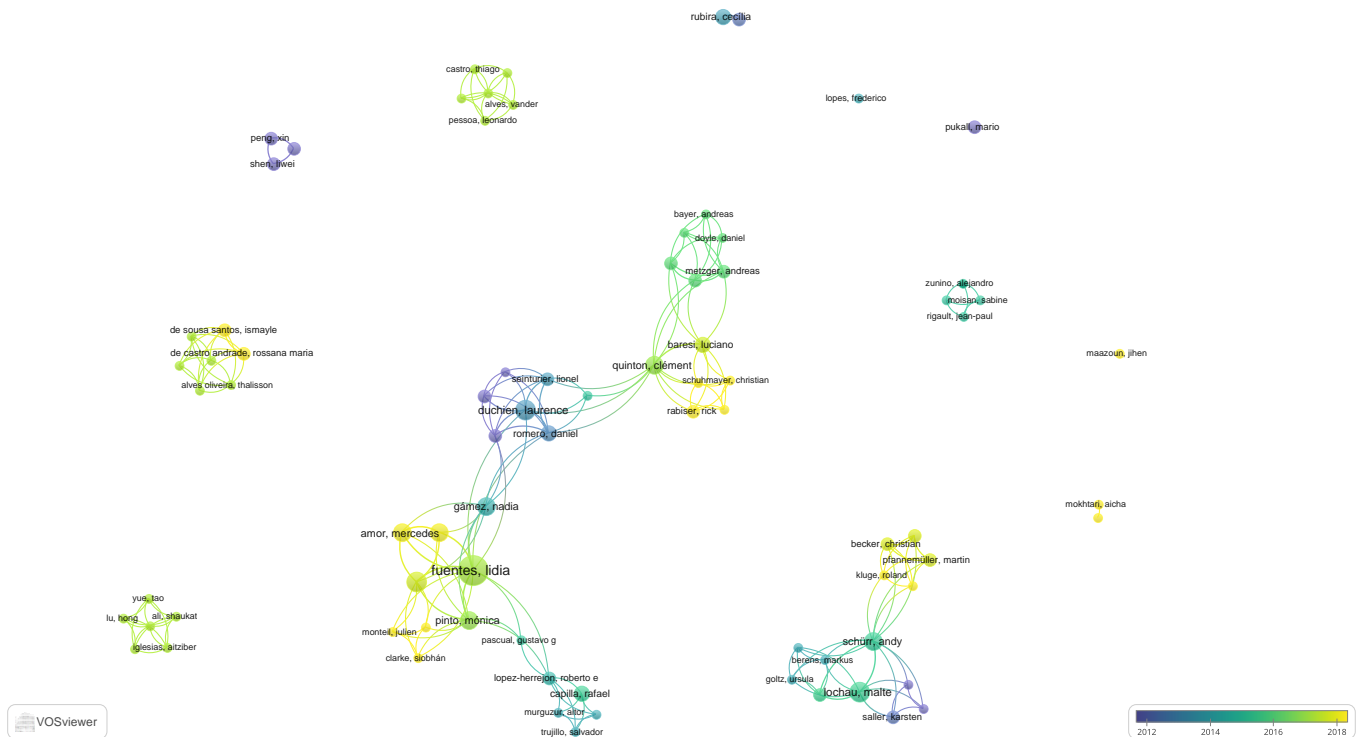 rubira, cecília
castro, thiago
alves, vander
pessoa, leonardo
lopes, frederico
pukall, mario
peng, xin
shen, liwei
bayer, andreas
doyle, daniel
metzger, andreas
zunino, alejandro
moisan, sabine
rigault, jean-paul
de sousa santos, ismayle
de castro andrade, rossana maria
alves oliveira, thalisson
baresi, luciano
quinton, clément
schuhmayer, christian
rabiser, rick
maazoun, jihen
seinturier, lionel
duchien, laurence
romero, daniel
gámez, nadia
mokhtari, aicha
amor, mercedes
fuentes, lidia
pinto, mónica
monteil, julien
clarke, siobhán
pascual, gustavo g
becker, christian
pfannemüller, martin
kluge, roland
yue, tao
lu, hong
ali, shaukat
iglesias, aitziber
schürr, andy
berens, markus
goltz, ursula
lochau, malte
saller, karsten
lopez-herrejon, roberto e
capilla, rafael
murguzur, aitor
trujillo, salvador
VOSviewer
2012 2014 2016 2018